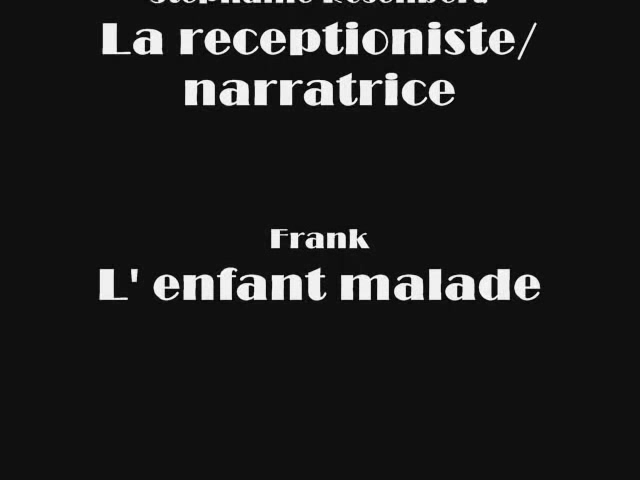 La receptioniste/
narratrice
Frank
L' enfant malade